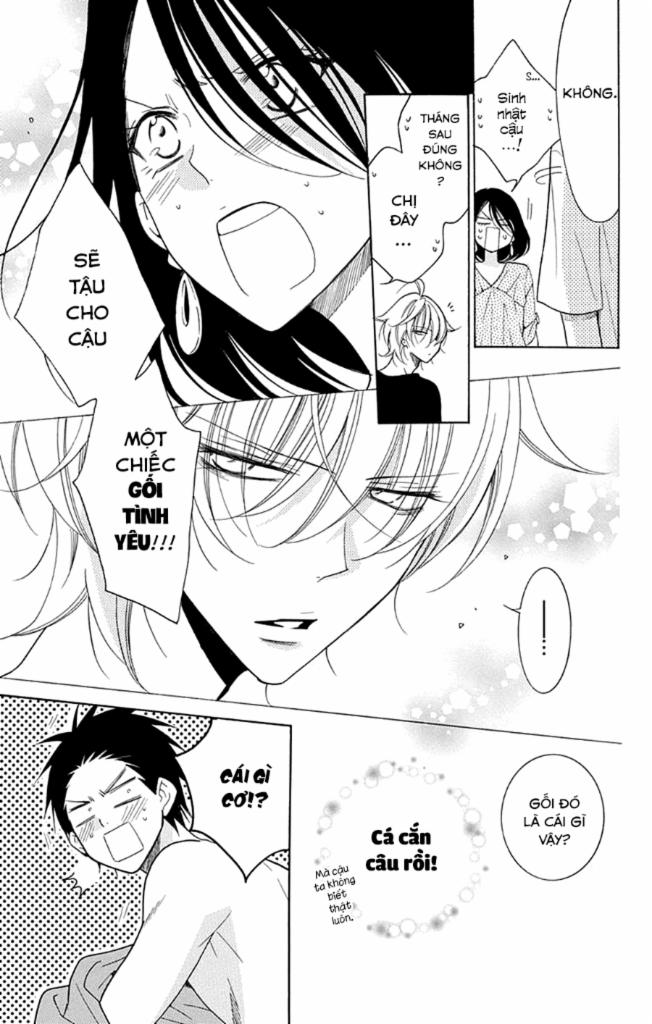 KHÔNG.
S...
Sinh
nhật
cậu
...!
THÁNG
SAU
ĐÚNG
KHÔNG
?
CHỊ
ĐÂY
...
SẼ
TẬU
CHO
CẬU
MỘT
CHIẾC
GỐI
TÌNH
YÊU!!!
GỐI ĐÓ
LÀ CÁI GÌ
VẬY?
Cá cắn
câu rồi!
Mà cậu
ta không
biết
thật
luôn.
CÁI GÌ
CƠ!?